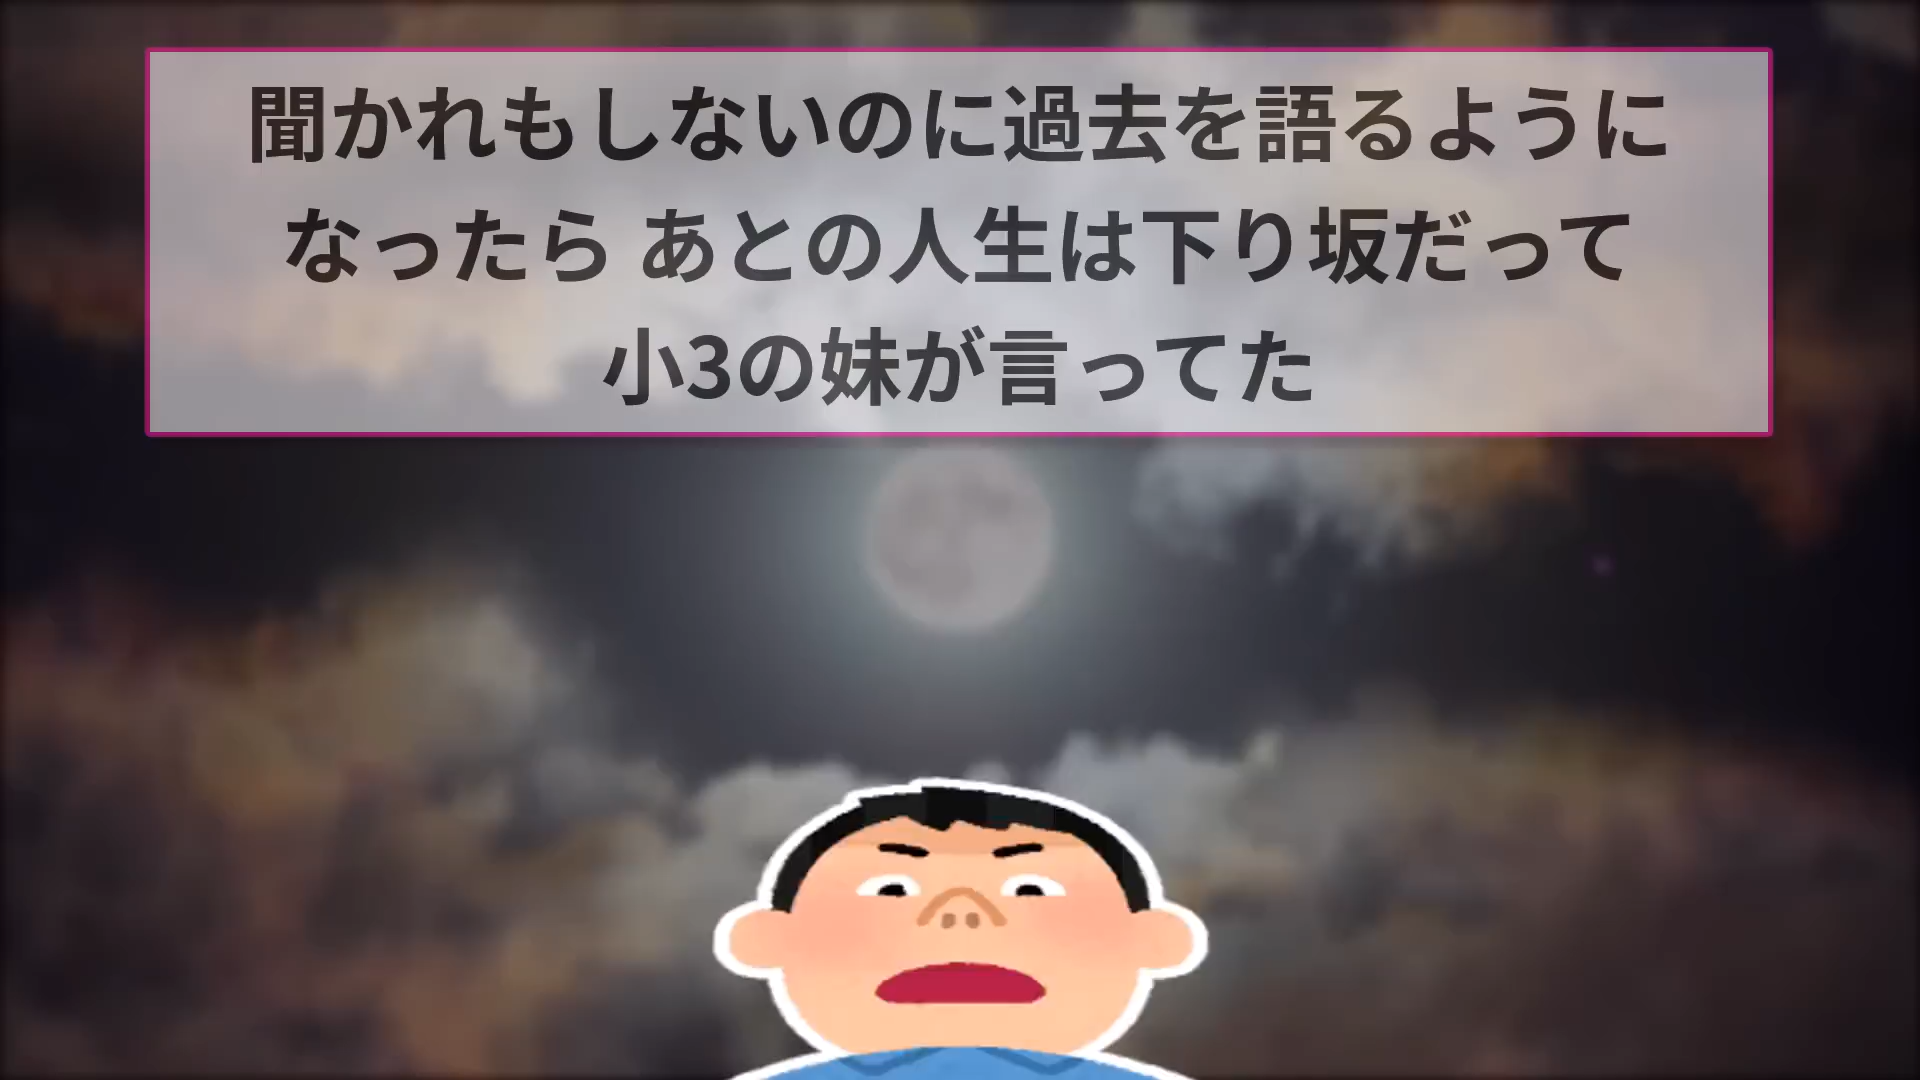 聞かれもしないのに過去を語るように
なったら あとの人生は下り坂だって
小3の妹が言ってた